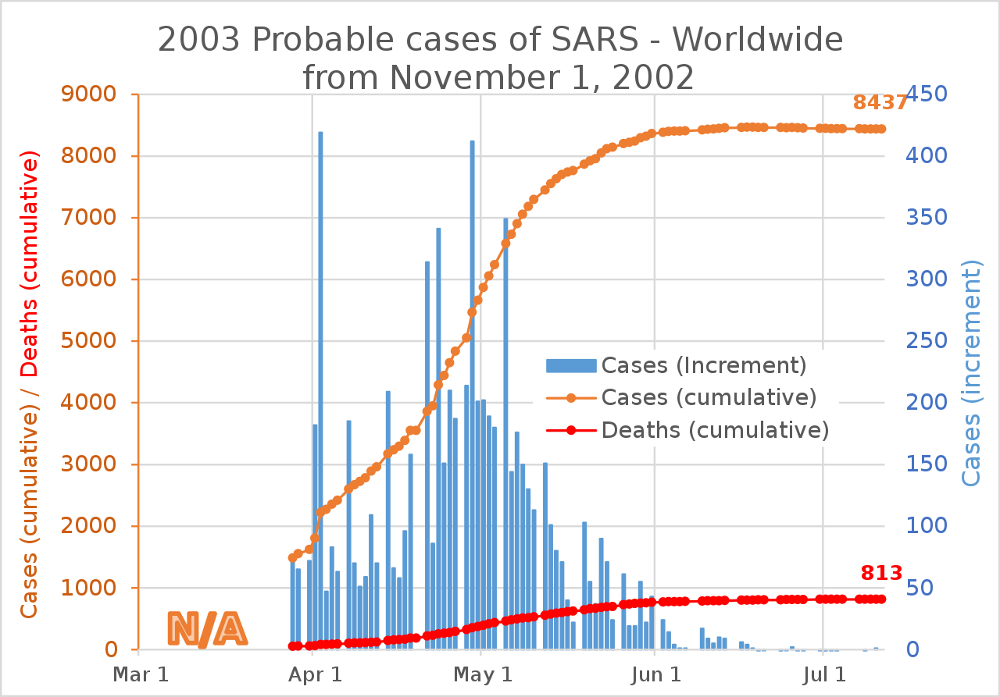 2003 Probable cases of SARS - Worldwide
from November 1, 2002
9000
8000
7000
6000
5000
4000
3000
2000
1000
0
Cases (cumulative) / Deaths (cumulative)
450
400
350
300
250
200
150
100
50
0
Cases (increment)
8437
Cases (Increment)
Cases (cumulative)
Deaths (cumulative)
813
N/A
Mar 1
Apr 1
May 1
Jun 1
Jul 1